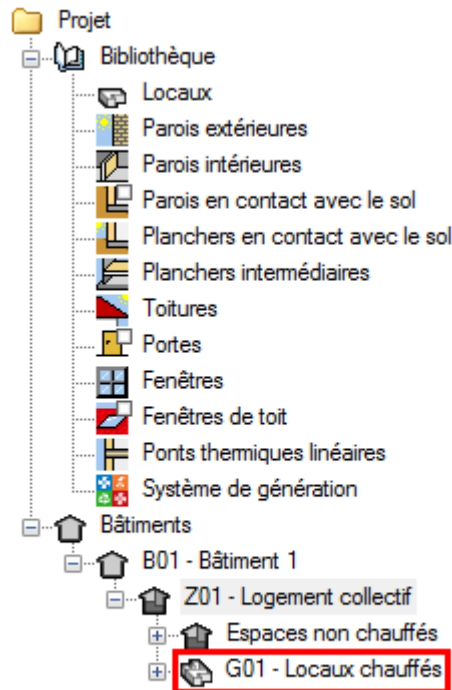 Projet
Bibliothèque
Locaux
Parois extérieures
Parois intérieures
Parois en contact avec le sol
Planchers en contact avec le sol
Planchers intermédiaires
Toitures
Portes
Fenêtres
Fenêtres de toit
Ponts thermiques linéaires
Système de génération
Bâtiments
B01 - Bâtiment 1
Z01 - Logement collectif
Espaces non chauffés
G01 - Locaux chauffés